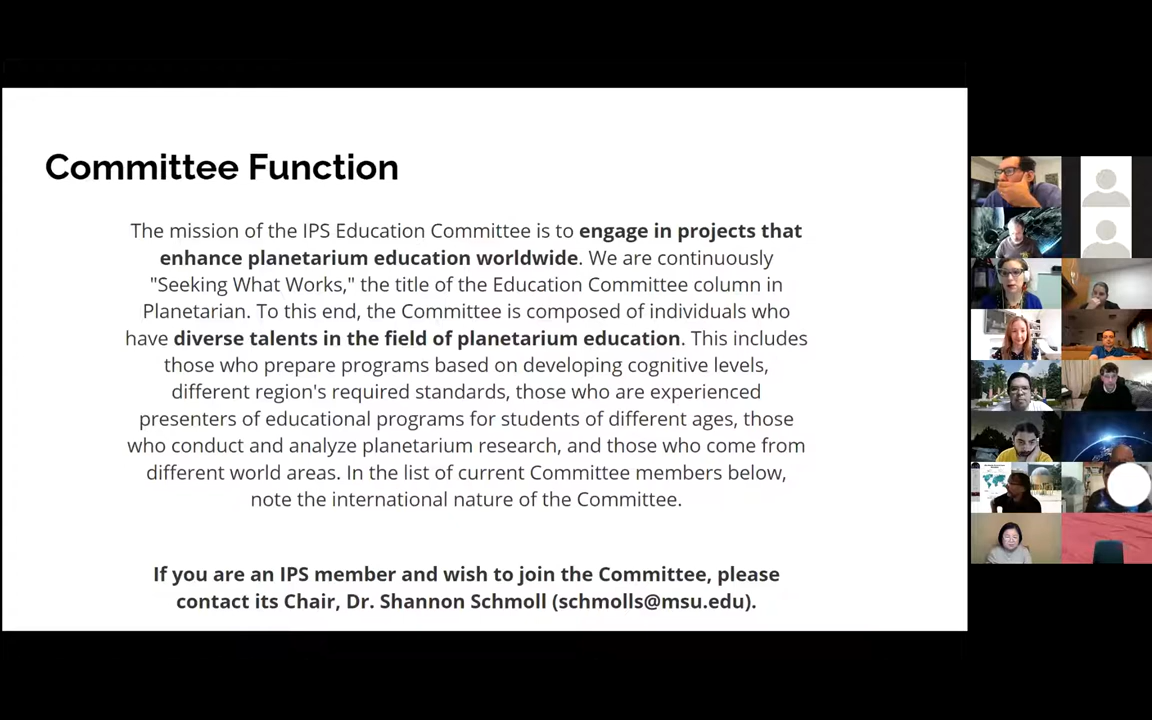 Committee Function
The mission of the IPS Education Committee is to engage in projects that
enhance planetarium education worldwide. We are continuously
"Seeking What Works," the title of the Education Committee column in
Planetarian. To this end, the Committee is composed of individuals who
have diverse talents in the field of planetarium education. This includes
those who prepare programs based on developing cognitive levels,
different region's required standards, those who are experienced
presenters of educational programs for students of different ages, those
who conduct and analyze planetarium research, and those who come from
different world areas. In the list of current Committee members below,
note the international nature of the Committee.
If you are an IPS member and wish to join the Committee, please
contact its Chair, Dr. Shannon Schmoll (schmolls@msu.edu).